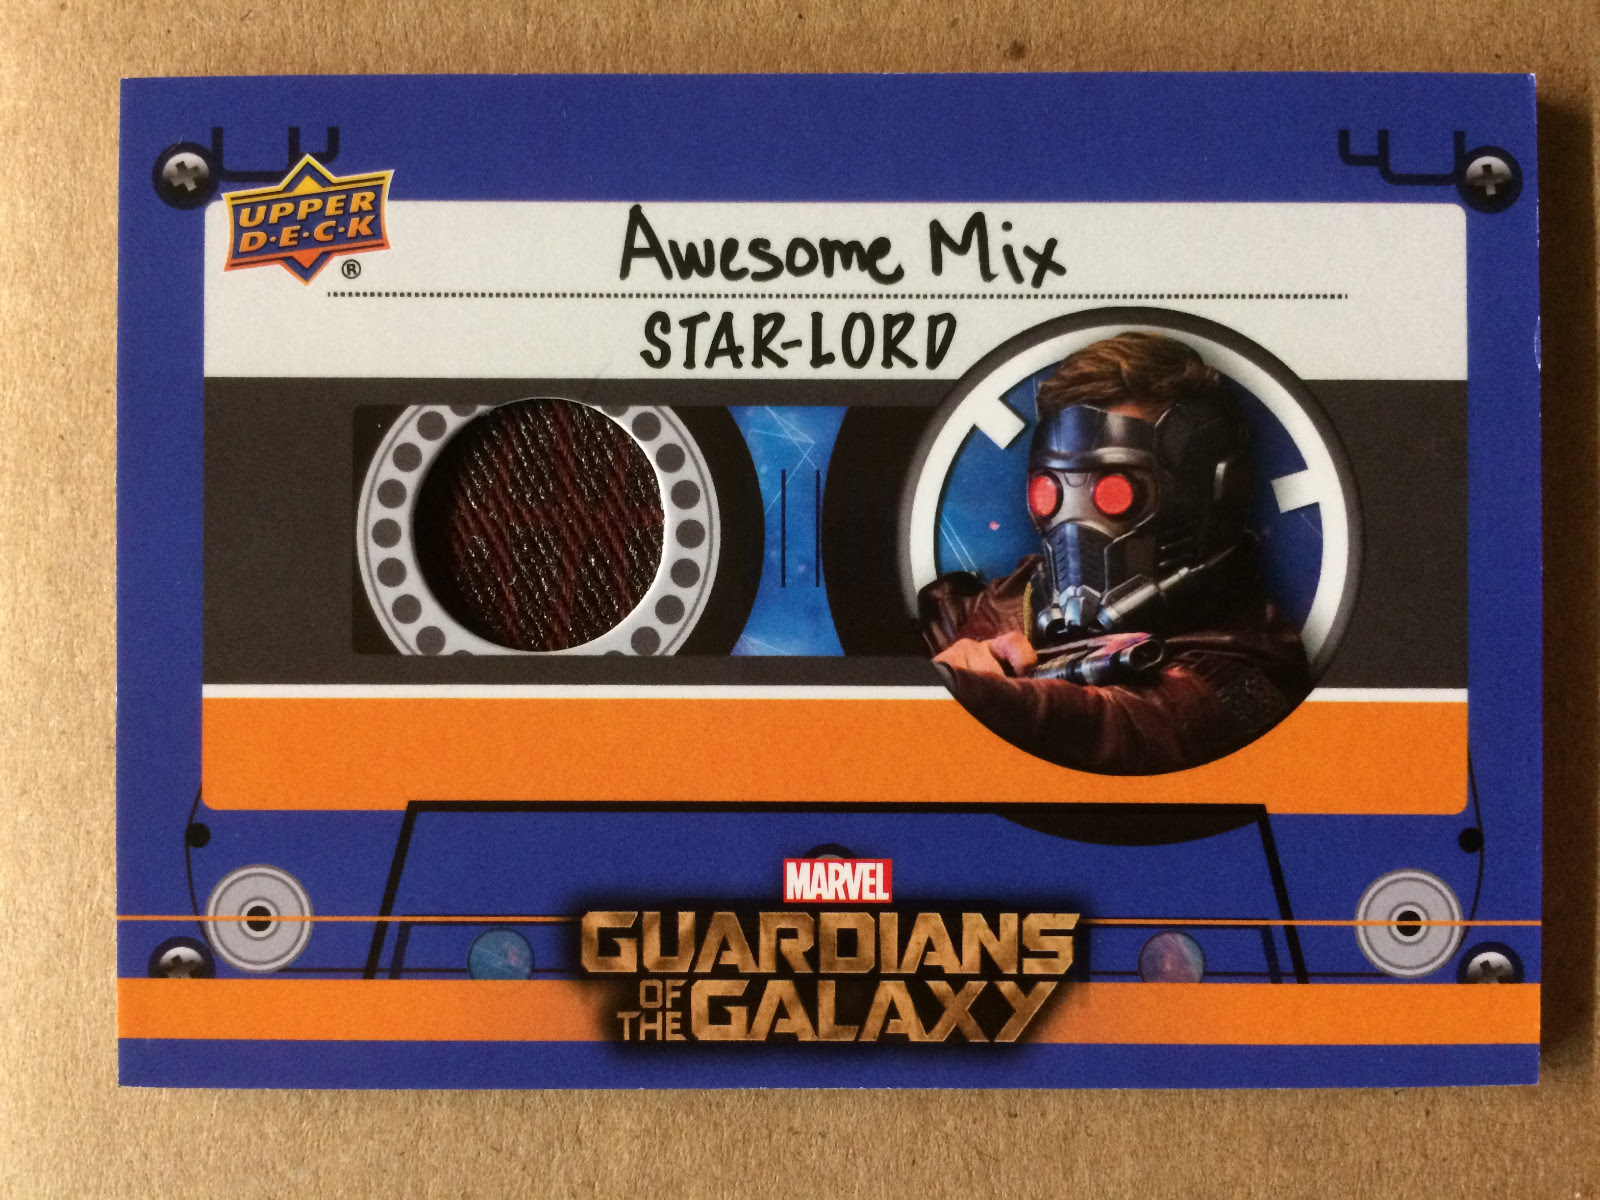 UPPER
D·E·C·K
®
Awesome Mix
STAR-LORD
MARVEL
GUARDIANS
OF THE GALAXY